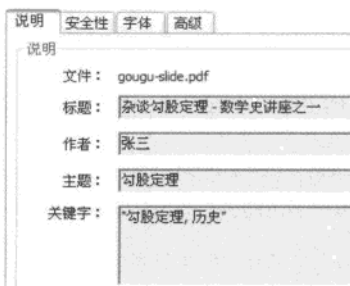 说明 安全性 字体 高级
说明
文件： gougu-slide.pdf
标题： 杂谈勾股定理 - 数学史讲座之一
作者： 张三
主题： 勾股定理
关键字： "勾股定理, 历史"